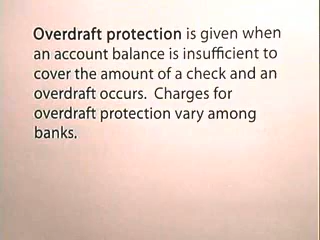 Overdraft protection is given when
an account balance is insufficient to
cover the amount of a check and an
overdraft occurs.  Charges for
overdraft protection vary among
banks.